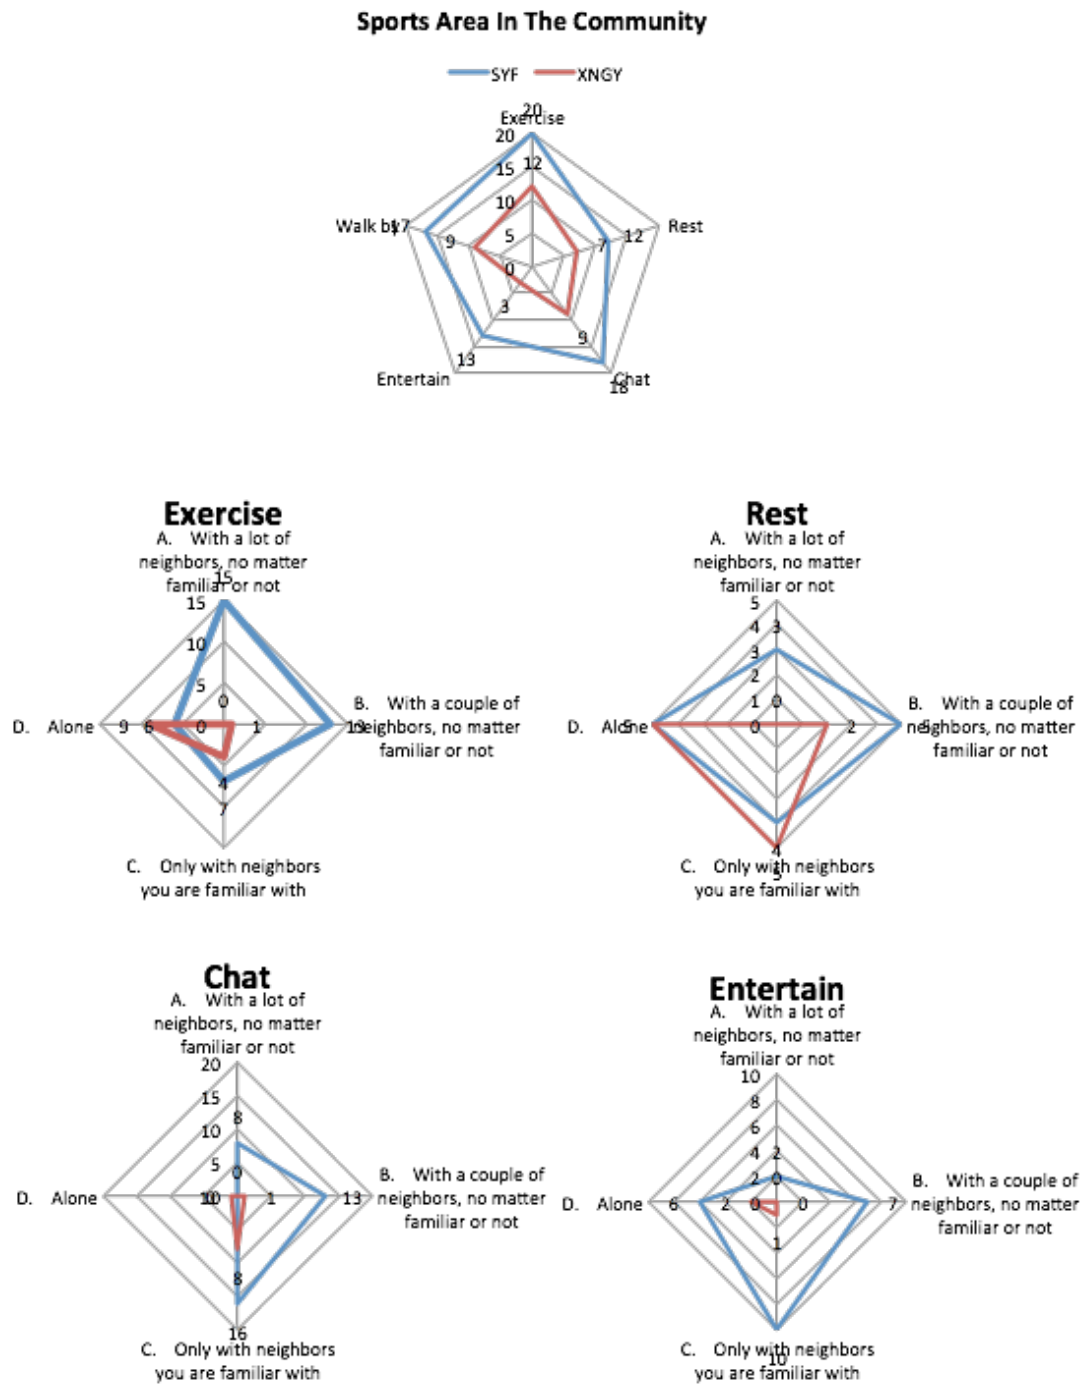 Sports Area In The Community
SYF XNGY
20
Exercise
20
12
15
10
Walk by 17 9 5 7 12 Rest
0
3
9
13
Entertain Chat
18
Exercise
A. With a lot of
neighbors, no matter
familiar or not
15
15
10
5
0
D. Alone 9 6 0 1 13
B. With a couple of
neighbors, no matter
familiar or not
4
7
C. Only with neighbors
you are familiar with
Rest
A. With a lot of
neighbors, no matter
familiar or not
5
4 3
3
2
1 0
D. Alone 5 0 2 5
B. With a couple of
neighbors, no matter
familiar or not
4
5
C. Only with neighbors
you are familiar with
Chat
A. With a lot of
neighbors, no matter
familiar or not
20
15
8
10
5
0
D. Alone 1 0 0 1 13
B. With a couple of
neighbors, no matter
familiar or not
8
16
C. Only with neighbors
you are familiar with
Entertain
A. With a lot of
neighbors, no matter
familiar or not
10
8
6
4 2
2 0
D. Alone 6 2 0 0 7
B. With a couple of
neighbors, no matter
familiar or not
1
C. Only with neighbors
10
you are familiar with